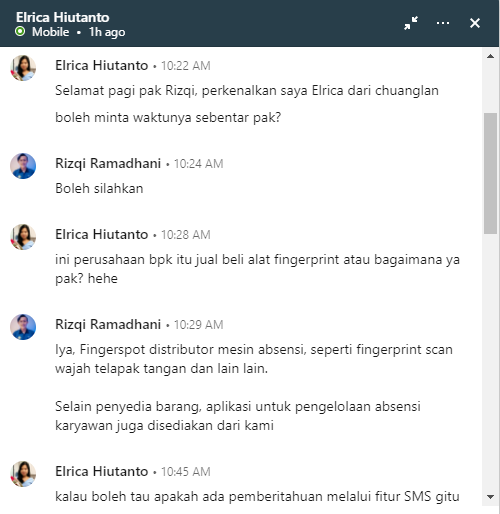 Elrica Hiutanto
Mobile • 1h ago
Elrica Hiutanto • 10:22 AM
Selamat pagi pak Rizqi, perkenalkan saya Elrica dari chuanglan
boleh minta waktunya sebentar pak?
Rizqi Ramadhani • 10:24 AM
Boleh silahkan
Elrica Hiutanto • 10:28 AM
ini perusahaan bpk itu jual beli alat fingerprint atau bagaimana ya
pak? hehe
Rizqi Ramadhani • 10:29 AM
Iya, Fingerspot distributor mesin absensi, seperti fingerprint scan
wajah telapak tangan dan lain lain.
Selain penyedia barang, aplikasi untuk pengelolaan absensi
karyawan juga disediakan dari kami
Elrica Hiutanto • 10:45 AM
kalau boleh tau apakah ada pemberitahuan melalui fitur SMS gitu